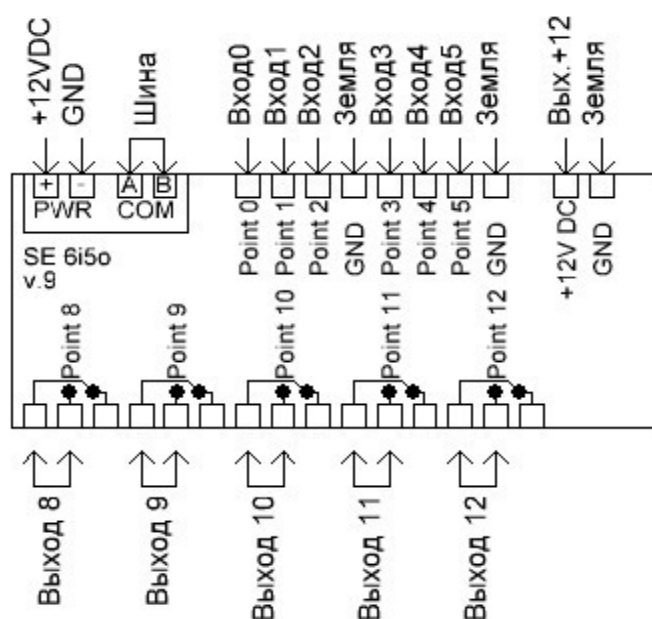 +12VDC
GND
Шина
Вход0
Вход1
Вход2
Земля
Вход3
Вход4
Вход5
Земля
Вых.+12
Земля
+ - A B
PWR COM
Point 0
Point 1
Point 2
GND
Point 3
Point 4
Point 5
GND
+12V DC
GND
SE 6i5o
v.9
Point 8
Point 9
Point 10
Point 11
Point 12
Выход 8
Выход 9
Выход 10
Выход 11
Выход 12